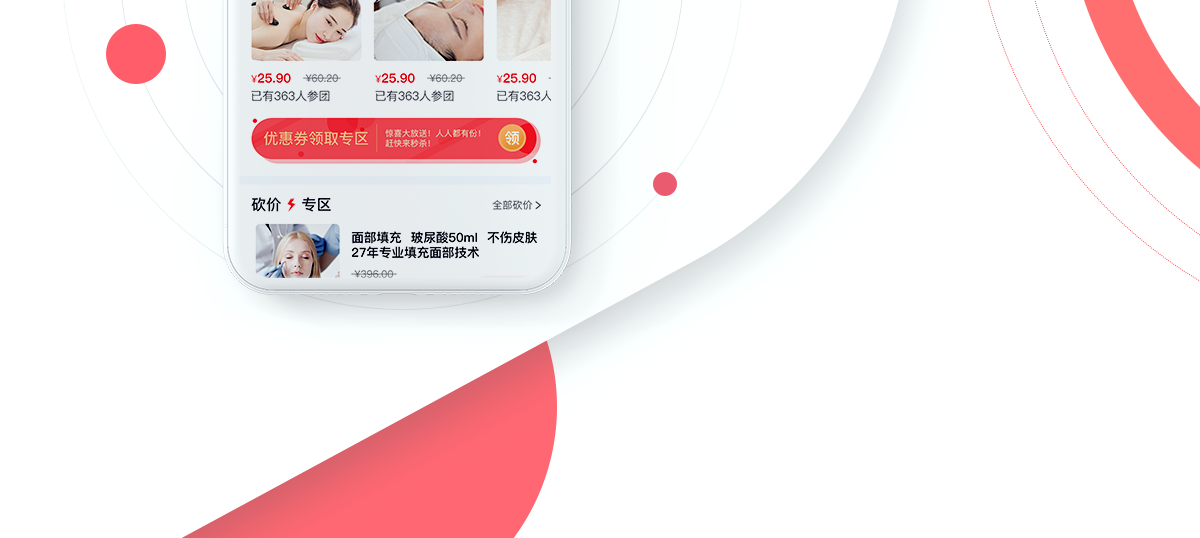 ¥25.90 ¥60.20 ¥25.90 ¥60.20 ¥25.90
已有363人参团 已有363人参团 已有363人
优惠券领取专区 惊喜大放送！人人都有份！ 领
赶快来秒杀！
砍价 专区 全部砍价 >
面部填充 玻尿酸50ml 不伤皮肤
27年专业填充面部技术
¥396.00